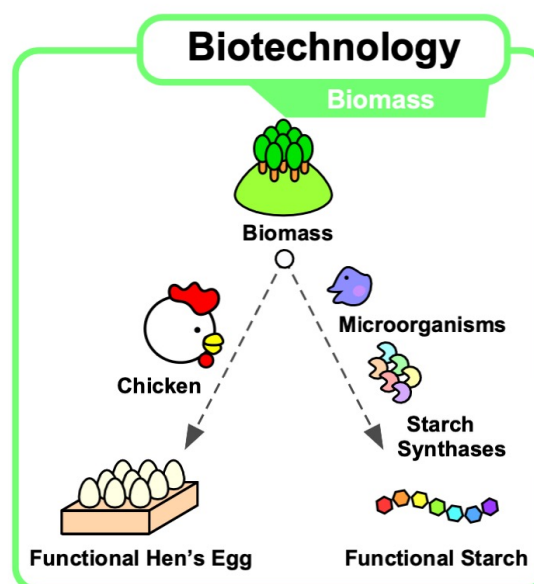 Biotechnology
Biomass
Biomass
Microorganisms
Chicken
Starch
Synthases
Functional Hen's Egg
Functional Starch